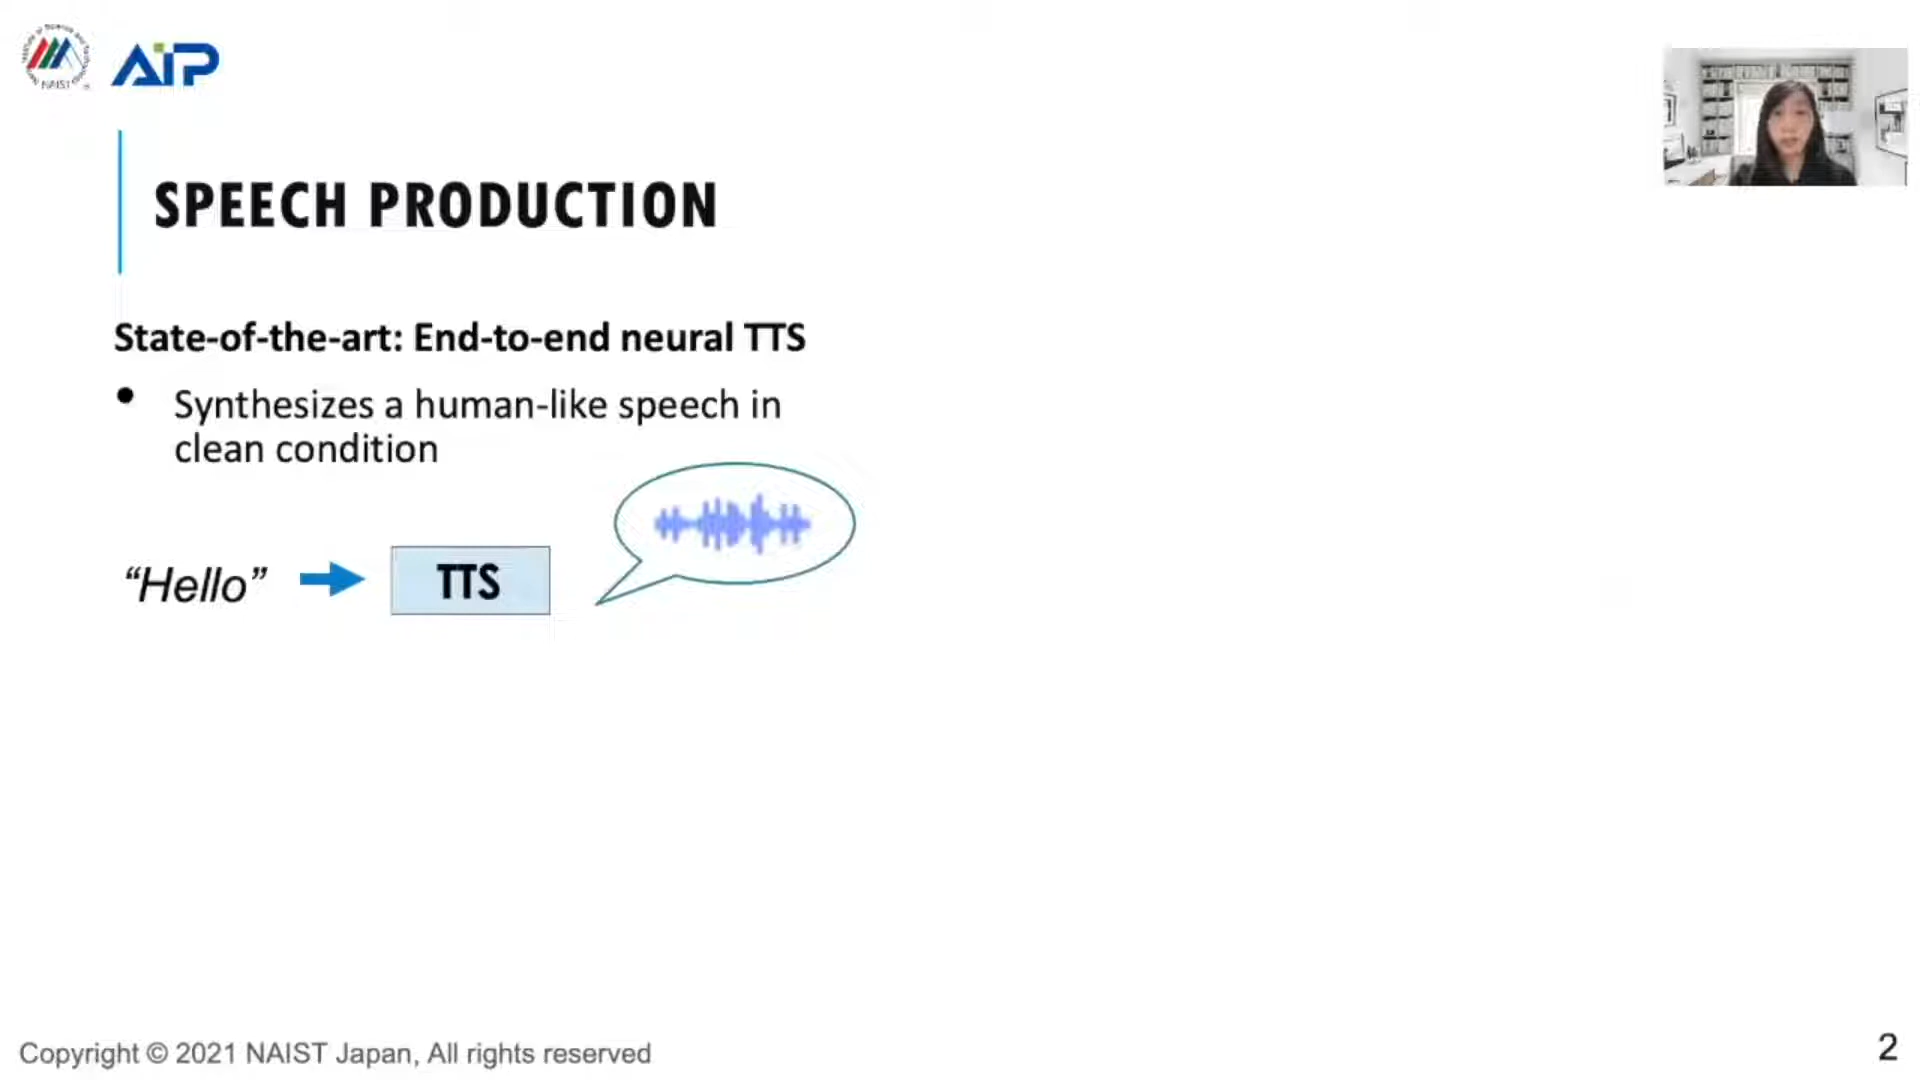 NAIST
AIP
SPEECH PRODUCTION
State-of-the-art: End-to-end neural TTS
• Synthesizes a human-like speech in
clean condition
“Hello”
TTS
Copyright © 2021 NAIST Japan, All rights reserved
2